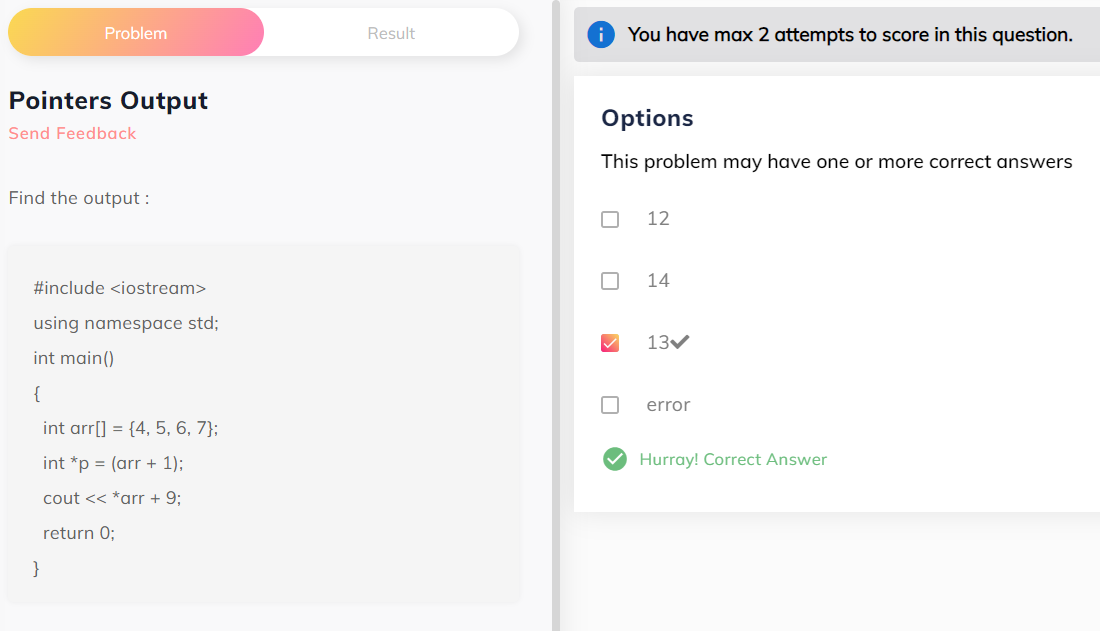 Problem
Result
Pointers Output
Send Feedback
Find the output :
#include <iostream>
using namespace std;
int main()
{
int arr[] = {4, 5, 6, 7};
int *p = (arr + 1);
cout << *arr + 9;
return 0;
}
You have max 2 attempts to score in this question.
Options
This problem may have one or more correct answers
12
14
13
error
Hurray! Correct Answer